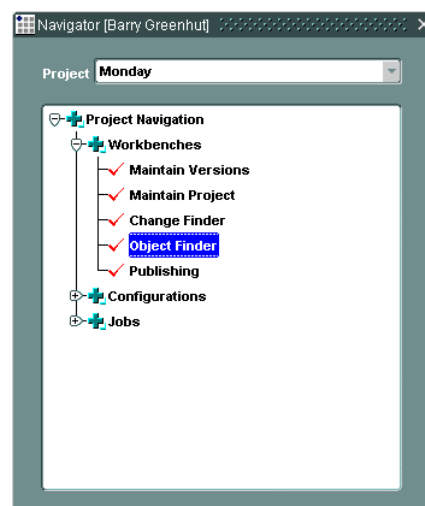 Navigator [Barry Greenhut]
Project Monday
Project Navigation
Workbenches
Maintain Versions
Maintain Project
Change Finder
Object Finder
Publishing
Configurations
Jobs